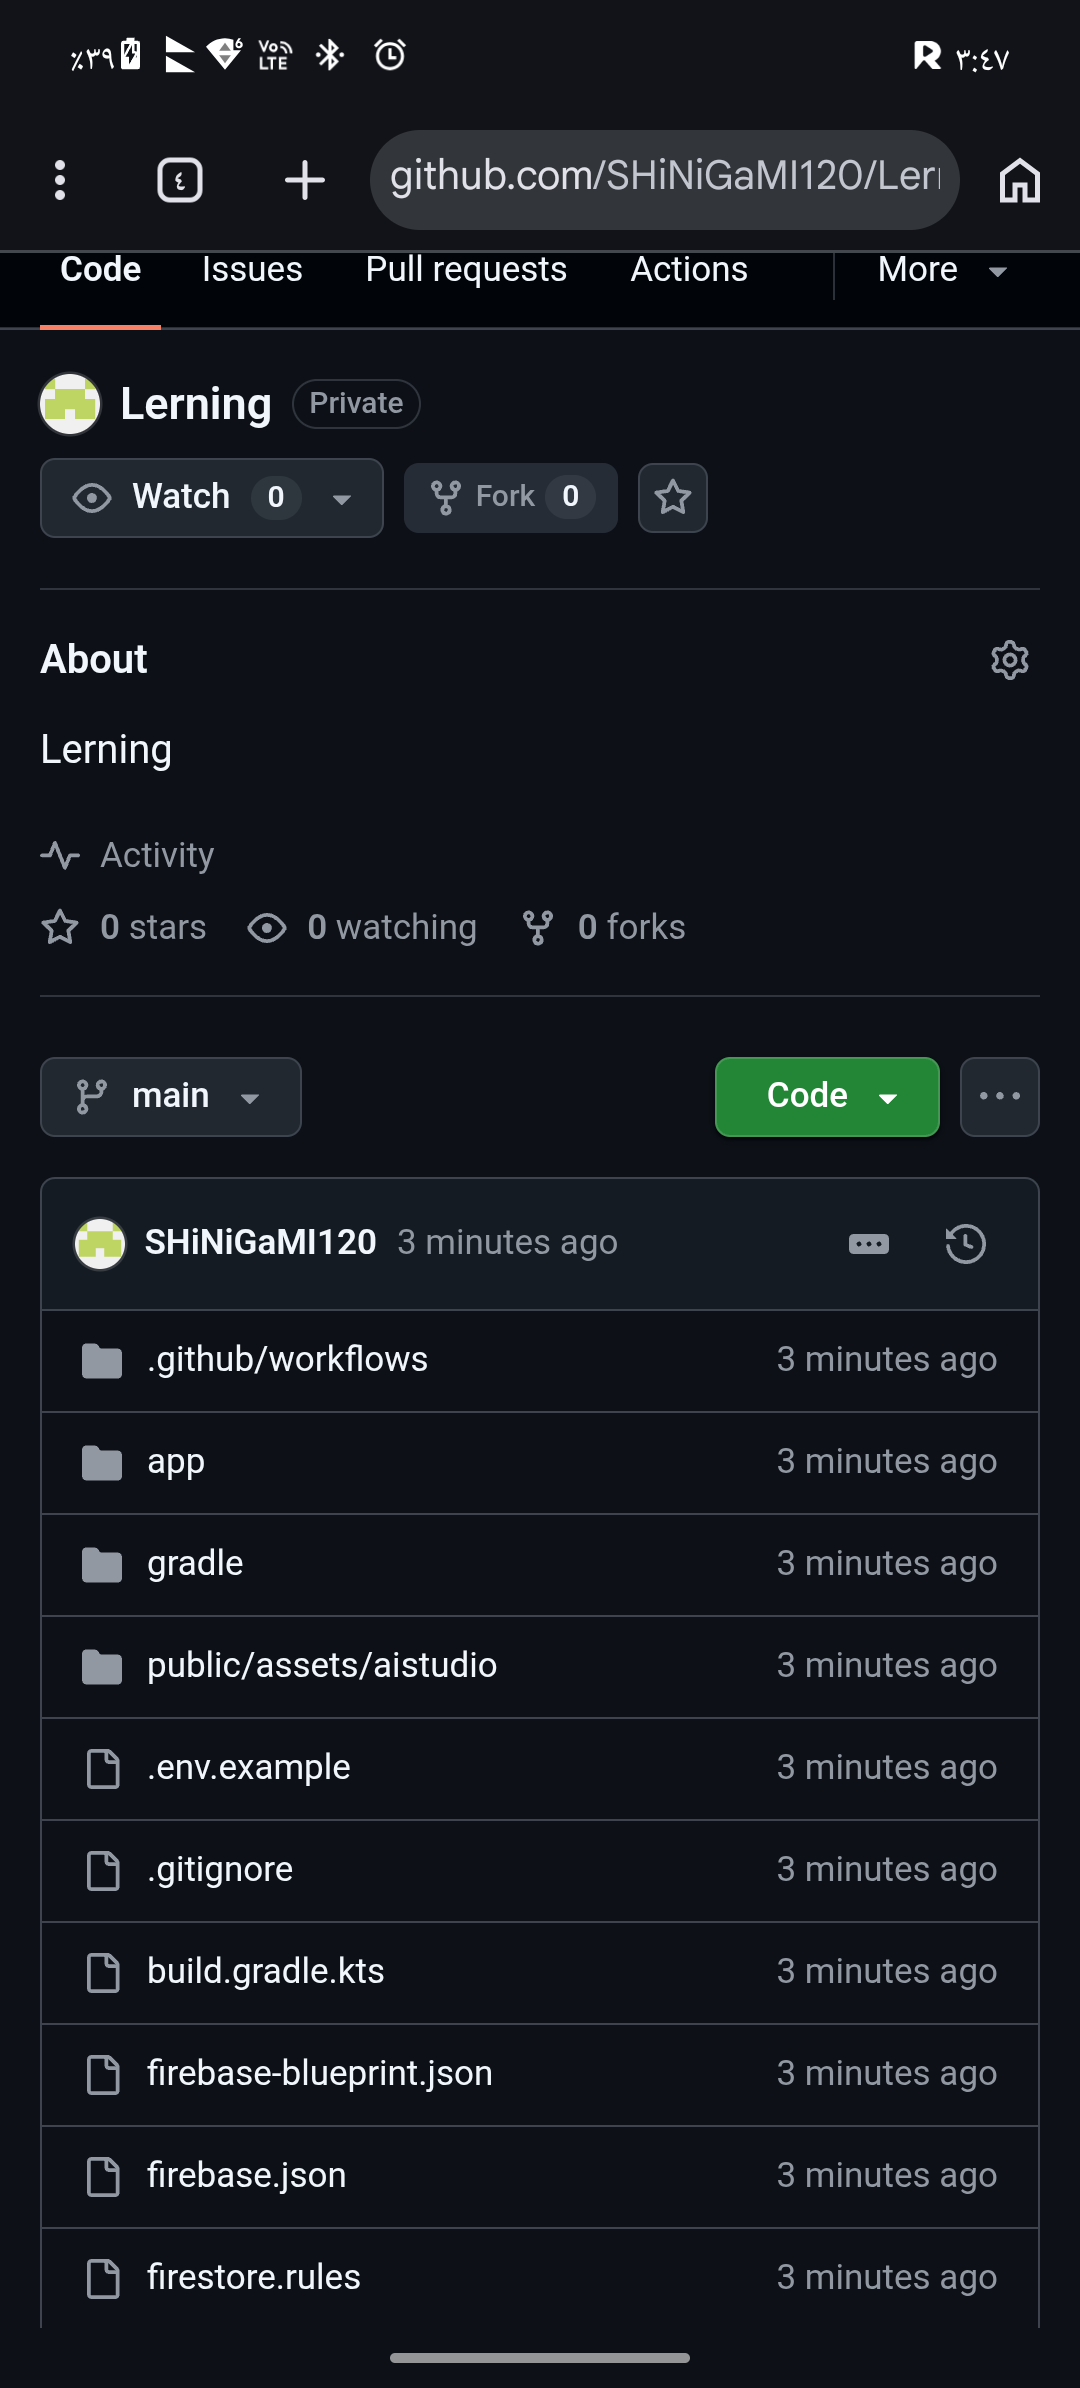 ٪٣٩ 6 Vo LTE ٣:٤٧
٤ github.com/SHiNiGaMI120/Ler
Code Issues Pull requests Actions More
Lerning Private
Watch 0 Fork 0
About
Lerning
Activity
0 stars 0 watching 0 forks
main Code
SHiNiGaMI120 3 minutes ago
.github/workflows 3 minutes ago
app 3 minutes ago
gradle 3 minutes ago
public/assets/aistudio 3 minutes ago
.env.example 3 minutes ago
.gitignore 3 minutes ago
build.gradle.kts 3 minutes ago
firebase-blueprint.json 3 minutes ago
firebase.json 3 minutes ago
firestore.rules 3 minutes ago